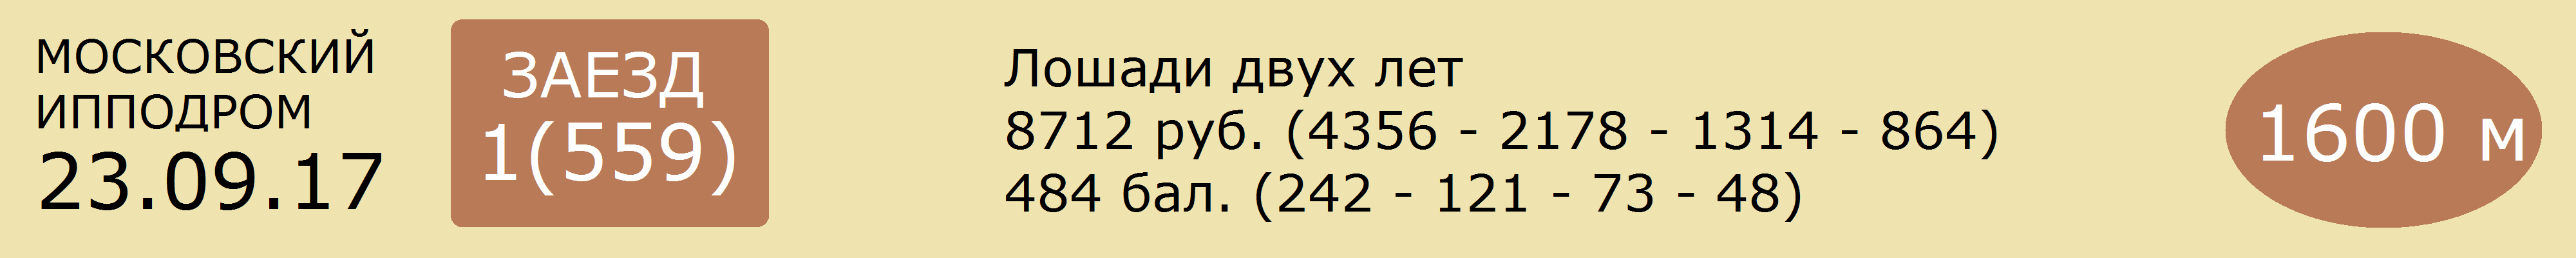 МОСКОВСКИЙ
ИППОДРОМ
23.09.17
ЗАЕЗД
1(559)
Лошади двух лет
8712 руб. (4356 - 2178 - 1314 - 864)
484 бал. (242 - 121 - 73 - 48)
1600 м